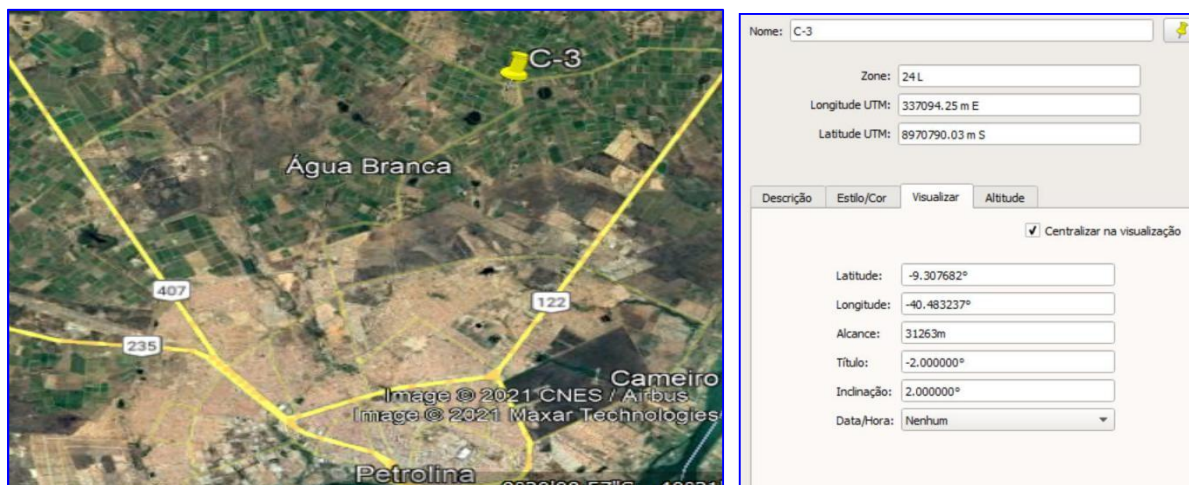 C-3
Água Branca
407
122
235
Carneiro
Image © 2021 CNES / Airbus
Image © 2021 Maxar Technologies
Petrolina
Nome: C-3
Zone: 24 L
Longitude UTM: 337094.25 m E
Latitude UTM: 8970790.03 m S
Descrição Estilo/Cor Visualizar Altitude
Centralizar na visualização
Latitude: -9.307682°
Longitude: -40.483237°
Alcance: 31263m
Título: -2.000000°
Inclinação: 2.000000°
Data/Hora: Nenhum